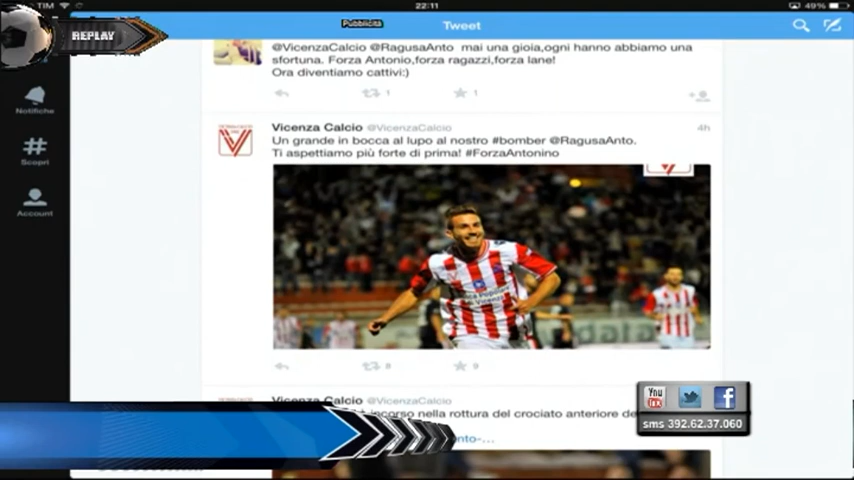 TIM
22:11
49%
Pubblicità
Tweet
REPLAY
@VicenzaCalcio @RagusaAnto mai una gioia,ogni hanno abbiamo una
sfortuna. Forza Antonio,forza ragazzi,forza lane!
Ora diventiamo cattivi:)
1
1
Notifiche
Vicenza Calcio @VicenzaCalcio
4h
Un grande in bocca al lupo al nostro #bomber @RagusaAnto.
Ti aspettiamo più forte di prima! #ForzaAntonino
#
Scopri
Account
8
9
Vicenza Calcio @VicenzaCalcio
incorso nella rottura del crociato anteriore de
nto-...
You
f
sms 392.62.37.060